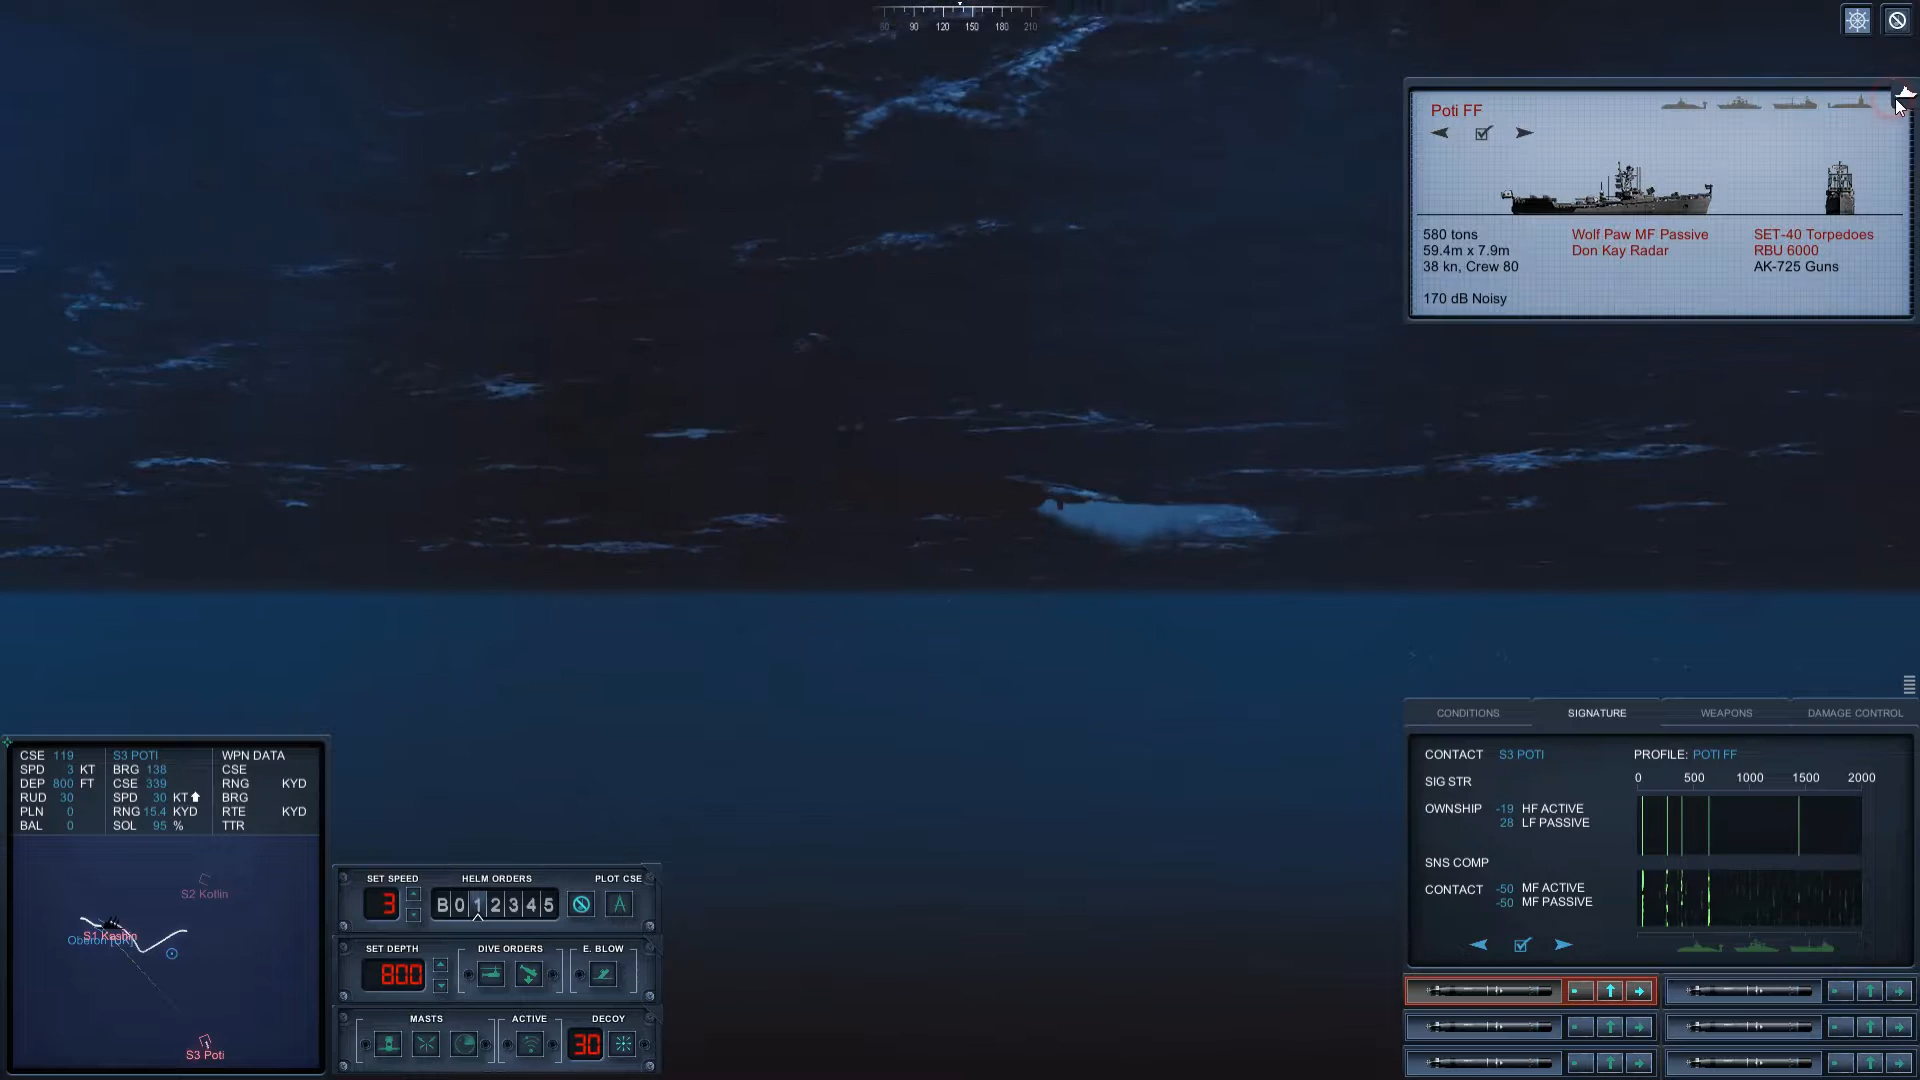 60 90 120 150 180 210
Poti FF
580 tons
59.4m x 7.9m
38 kn, Crew 80
170 dB Noisy
Wolf Paw MF Passive
Don Kay Radar
SET-40 Torpedoes
RBU 6000
AK-725 Guns
CSE 119
SPD 3 KT
DEP 800 FT
RUD 30
PLN 0
BAL 0
S3 POTI
BRG 138
CSE 339
SPD 30 KT
RNG 15.4 KYD
SOL 95 %
WPN DATA
CSE
RNG KYD
BRG
RTE KYD
TTR
S2 Kotlin
S1 Kashin
Oberon [UK]
S3 Poti
SET SPEED
3
HELM ORDERS
B 0 1 2 3 4 5
PLOT CSE
SET DEPTH
800
DIVE ORDERS
E. BLOW
MASTS
ACTIVE
DECOY
30
CONDITIONS
SIGNATURE
WEAPONS
DAMAGE CONTROL
CONTACT S3 POTI
SIG STR
OWNSHIP -19 HF ACTIVE
28 LF PASSIVE
SNS COMP
CONTACT -50 MF ACTIVE
-50 MF PASSIVE
PROFILE: POTI FF
0 500 1000 1500 2000